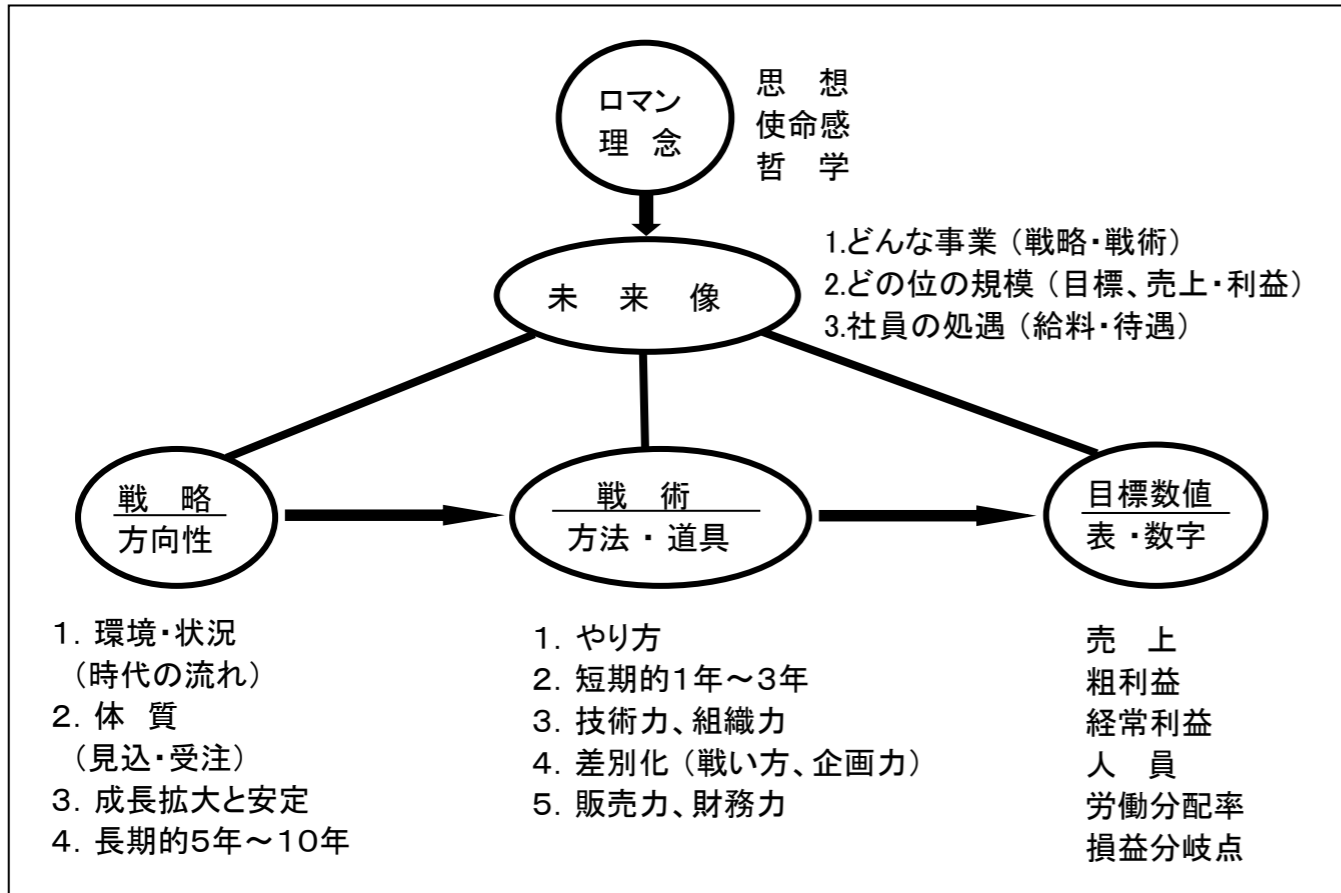 ロマン
理 念
思 想
使命感
哲 学
未 来 像
1.どんな事業（戦略・戦術）
2.どの位の規模（目標、売上・利益）
3.社員の処遇（給料・待遇）
戦 略
方向性
戦 術
方法・道具
目標数値
表・数字
1．環境・状況
（時代の流れ）
2．体 質
（見込・受注）
3．成長拡大と安定
4．長期的5年～10年
1．やり方
2．短期的1年～3年
3．技術力、組織力
4．差別化（戦い方、企画力）
5．販売力、財務力
売 上
粗利益
経常利益
人 員
労働分配率
損益分岐点